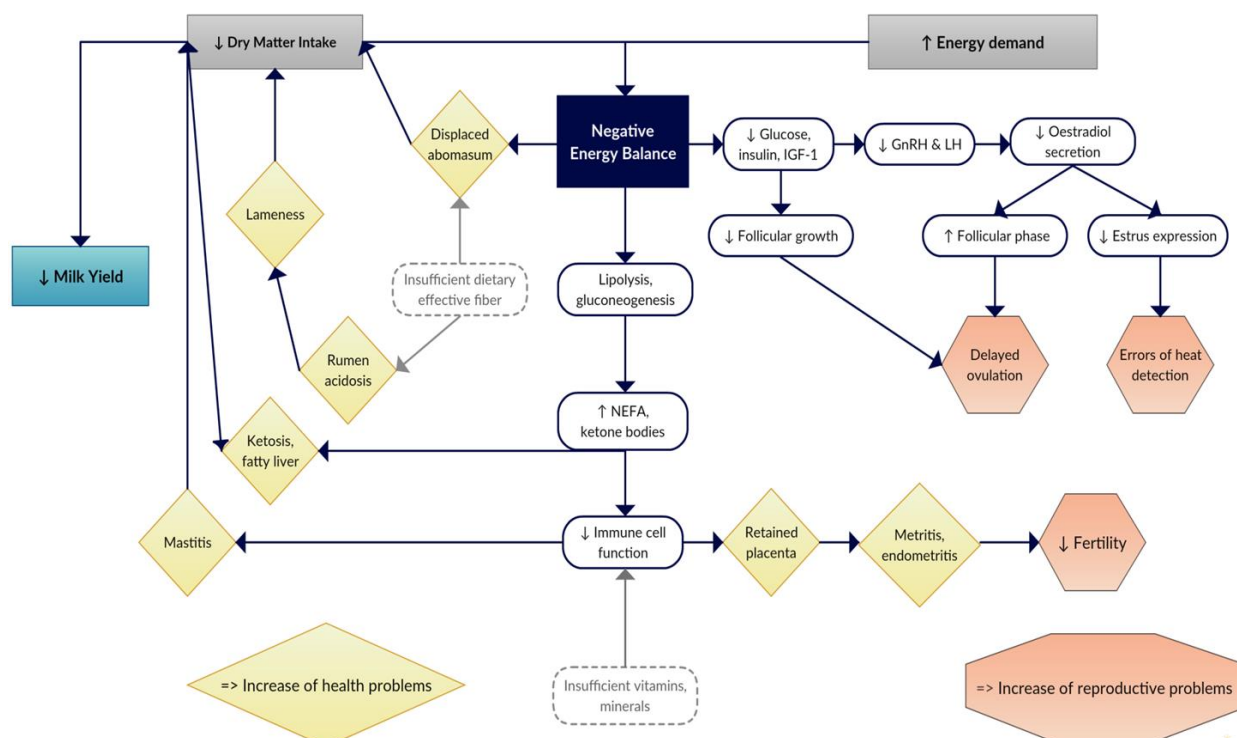 ↓ Dry Matter Intake
↑ Energy demand
Displaced
abomasum
Negative
Energy Balance
↓ Glucose,
insulin, IGF-1
↓ GnRH & LH
↓ Oestradiol
secretion
Lameness
↓ Follicular growth
↑ Follicular phase
↓ Estrus expression
↓ Milk Yield
Insufficient dietary
effective fiber
Lipolysis,
gluconeogenesis
Rumen
acidosis
Delayed
ovulation
Errors of heat
detection
↑ NEFA,
ketone bodies
Ketosis,
fatty liver
Mastitis
↓ Immune cell
function
Retained
placenta
Metritis,
endometritis
↓ Fertility
=> Increase of health problems
Insufficient vitamins,
minerals
=> Increase of reproductive problems